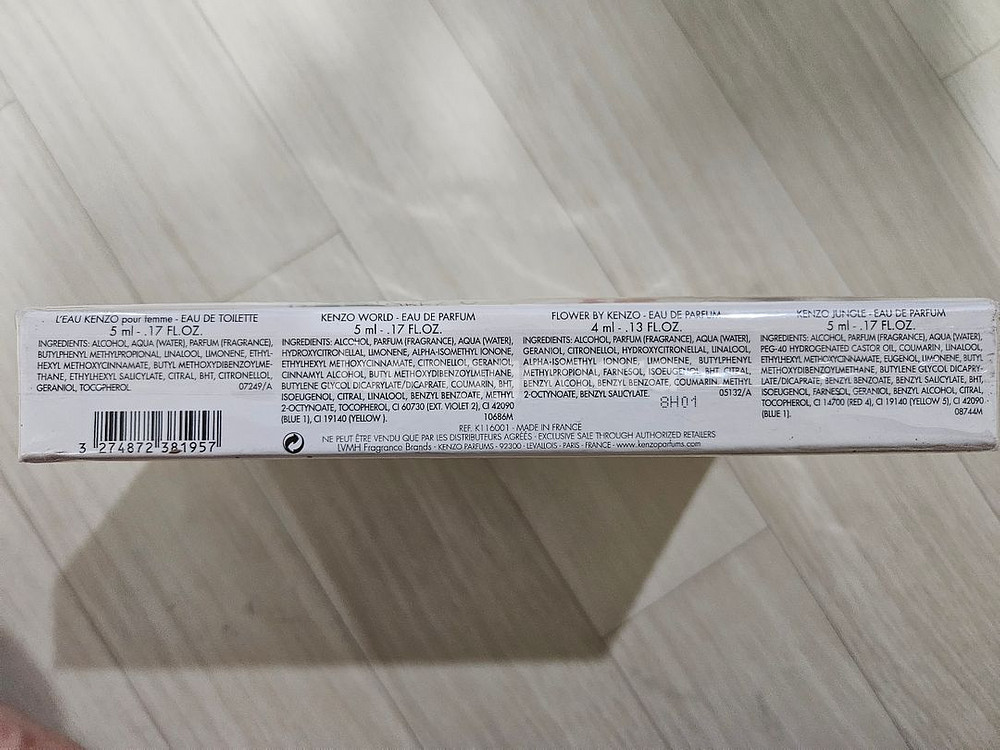 L'EAU KENZO pour femme - EAU DE TOILETTE
5 ml - .17 FL.OZ.
INGREDIENTS: ALCOHOL, AQUA (WATER), PARFUM (FRAGRANCE),
BUTYLPHENYL METHYLPROPIONAL, LINALOOL, LIMONENE, ETHYL-
HEXYL METHOXYCINNAMATE, BUTYL METHOXYDIBENZOYLME-
THANE, ETHYLHEXYL SALICYLATE, CITRAL, BHT, CITRONELLOL,
GERANIOL, TOCOPHEROL. 07249/A
3 274872 381957
KENZO WORLD - EAU DE PARFUM
5 ml - .17 FL.OZ.
INGREDIENTS: ALCOHOL, PARFUM (FRAGRANCE), AQUA (WATER),
HYDROXYCITRONELLAL, LIMONENE, ALPHA-ISOMETHYL IONONE,
ETHYLHEXYL METHOXYCINNAMATE, CITRONELLOL, GERANIOL,
CINNAMYL ALCOHOL, BUTYL METHOXYDIBENZOYLMETHANE,
BUTYLENE GLYCOL DICAPRYLATE/DICAPRATE, COUMARIN, BHT,
ISOEUGENOL, CITRAL, LINALOOL, BENZYL ALCOHOL, METHYL
2-OCTYNOATE, TOCOPHEROL, CI 60730 (EXT. VIOLET 2), CI 42090
(BLUE 1), CI 19140 (YELLOW ). 10686M
FLOWER BY KENZO - EAU DE PARFUM
4 ml - .13 FL.OZ.
INGREDIENTS: ALCOHOL, PARFUM (FRAGRANCE), AQUA (WATER),
GERANIOL, CITRONELLOL, HYDROXYCITRONELLAL, LINALOOL,
ALPHA-ISOMETHYL IONONE, LIMONENE, BUTYLPHENYL
METHYLPROPIONAL, FARNESOL, ISOEUGENOL, BHT, CITRAL,
BENZYL ALCOHOL, BENZYL BENZOATE, COUMARIN, METHYL
2-OCTYNOATE, BENZYL SALICYLATE. 05132/A
8H01
KENZO JUNGLE - EAU DE PARFUM
5 ml - .17 FL.OZ.
INGREDIENTS: ALCOHOL, PARFUM (FRAGRANCE), AQUA (WATER),
PEG-40 HYDROGENATED CASTOR OIL, COUMARIN, LINALOOL,
ETHYLHEXYL METHOXYCINNAMATE, EUGENOL, LIMONENE, BUTYL
METHOXYDIBENZOYLMETHANE, BUTYLENE GLYCOL DICAPRY-
LATE/DICAPRATE, BENZYL BENZOATE, BENZYL SALICYLATE, BHT,
ISOEUGENOL, FARNESOL, GERANIOL, BENZYL ALCOHOL, CITRAL,
TOCOPHEROL, CI 14700 (RED 4), CI 19140 (YELLOW 5), CI 42090
(BLUE 1). 08744M
REF. K116001 - MADE IN FRANCE
NE PEUT ÊTRE VENDU QUE PAR LES DISTRIBUTEURS AGRÉÉS - EXCLUSIVE SALE THROUGH AUTHORIZED RETAILERS
LVMH Fragrance Brands - KENZO PARFUMS - 92300 - LEVALLOIS - PARIS - FRANCE - www.kenzoparfums.com